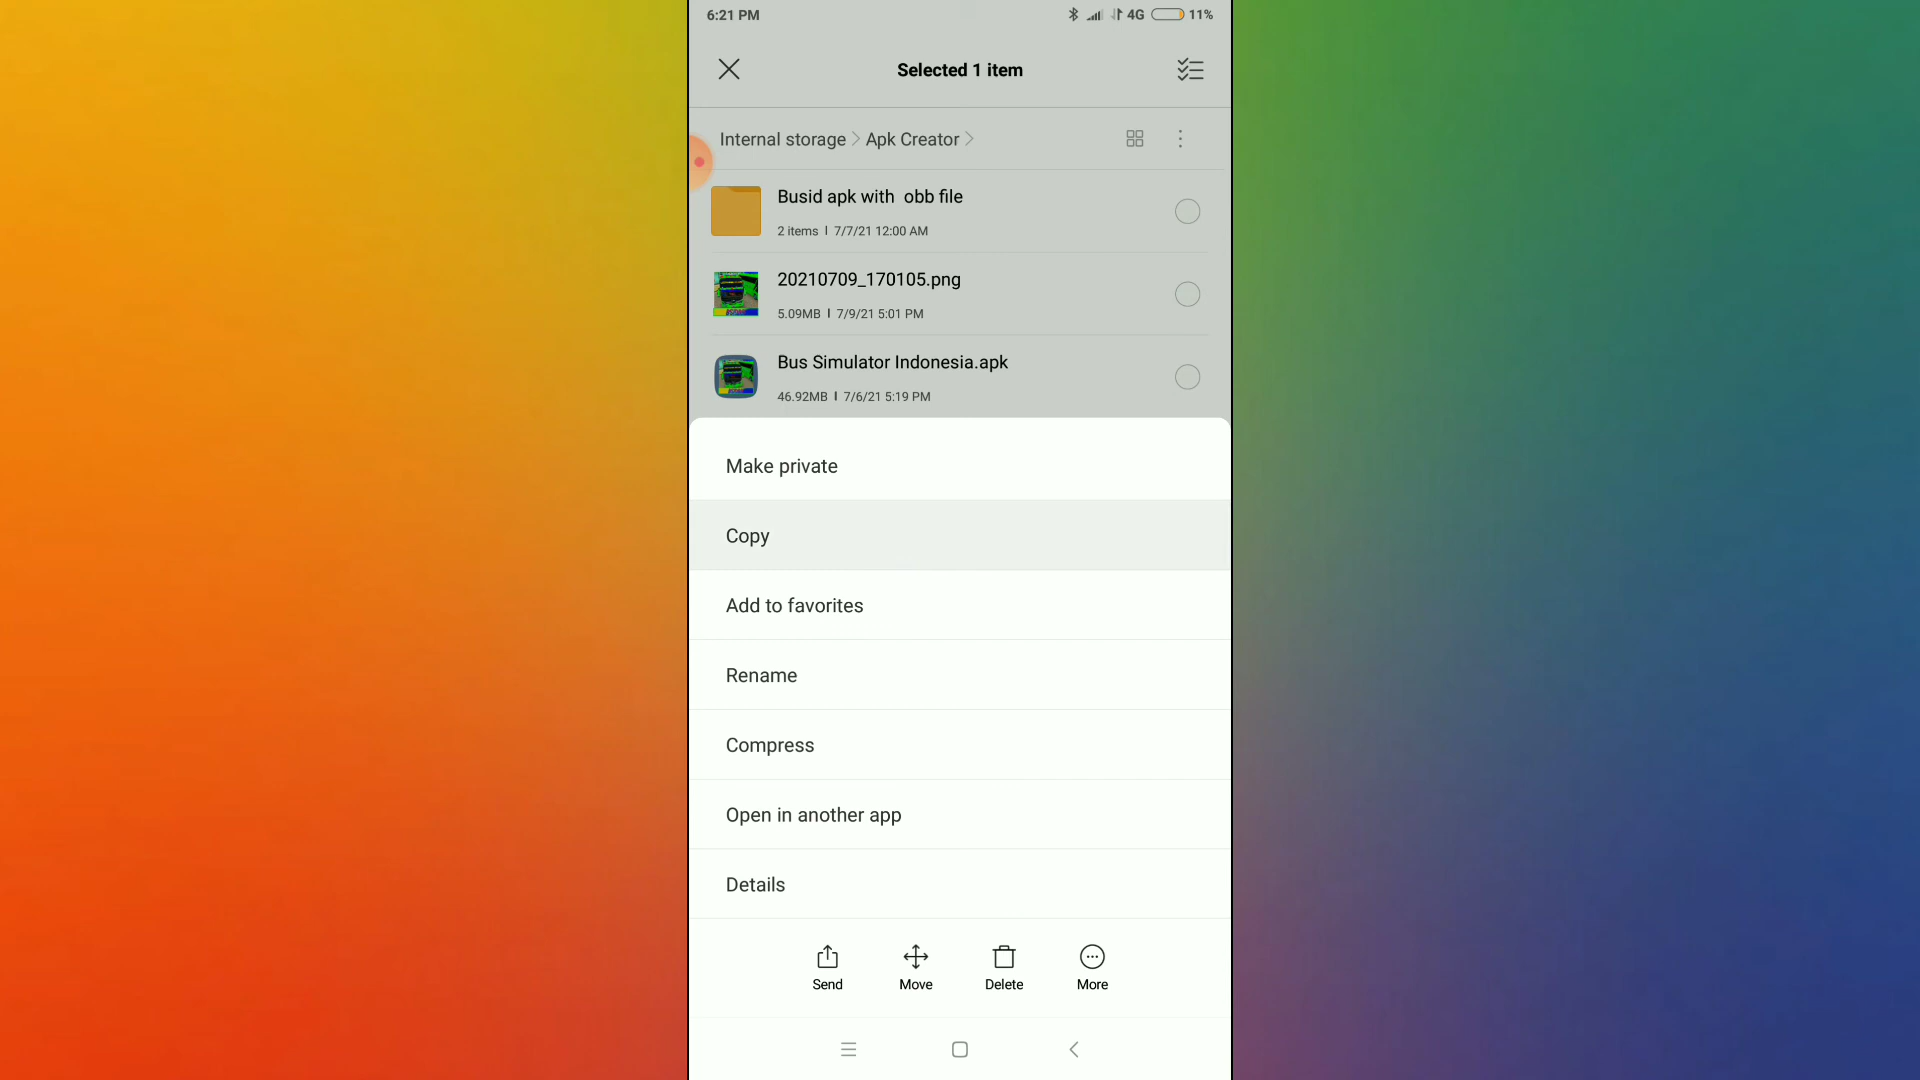 6:21 PM
4G
11%
Selected 1 item
Internal storage
Apk Creator
Busid apk with  obb file
2 items I 7/7/21 12:00 AM
20210709_170105.png
5.09MB I 7/9/21 5:01 PM
Bus Simulator Indonesia.apk
46.92MB I 7/6/21 5:19 PM
Make private
Copy
Add to favorites
Rename
Compress
Open in another app
Details
Send
Move
Delete
More